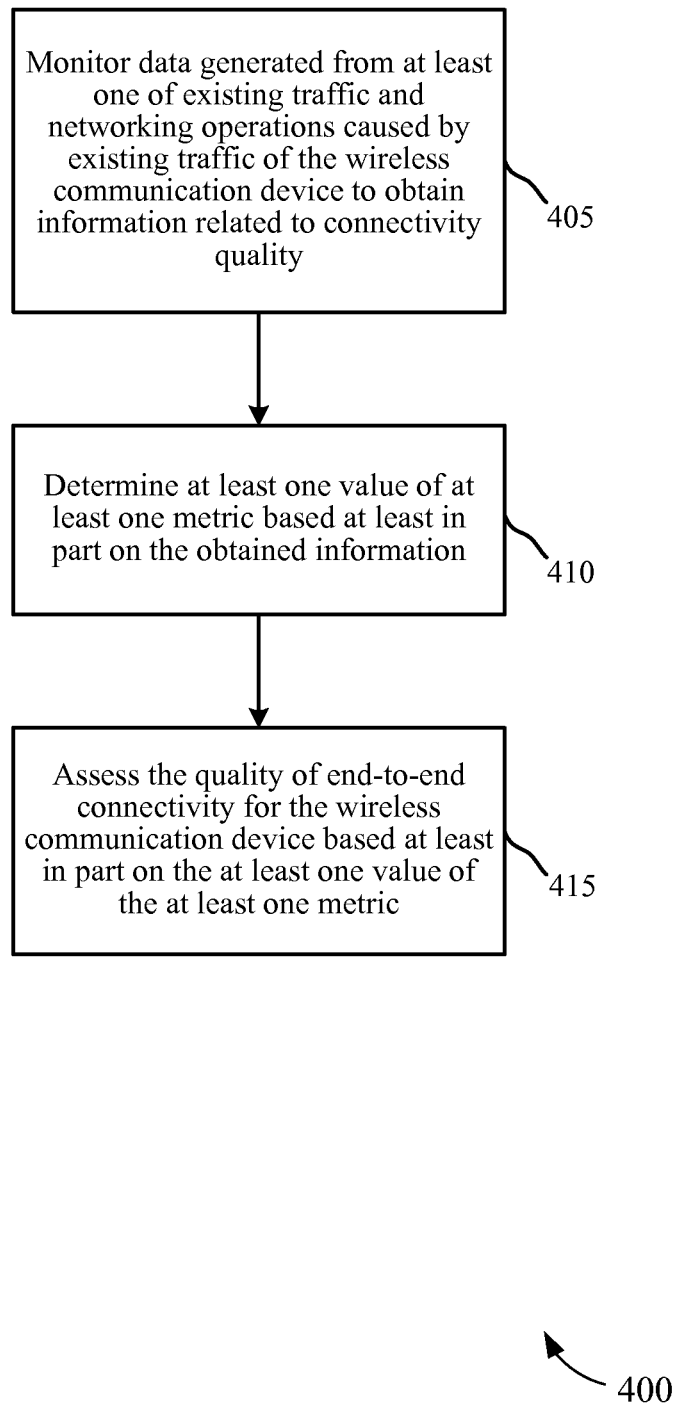 Monitor data generated from at least
one of existing traffic and
networking operations caused by
existing traffic of the wireless
communication device to obtain
information related to connectivity
quality
405
Determine at least one value of at
least one metric based at least in
part on the obtained information
410
Assess the quality of end-to-end
connectivity for the wireless
communication device based at least
in part on the at least one value of
the at least one metric
415
400